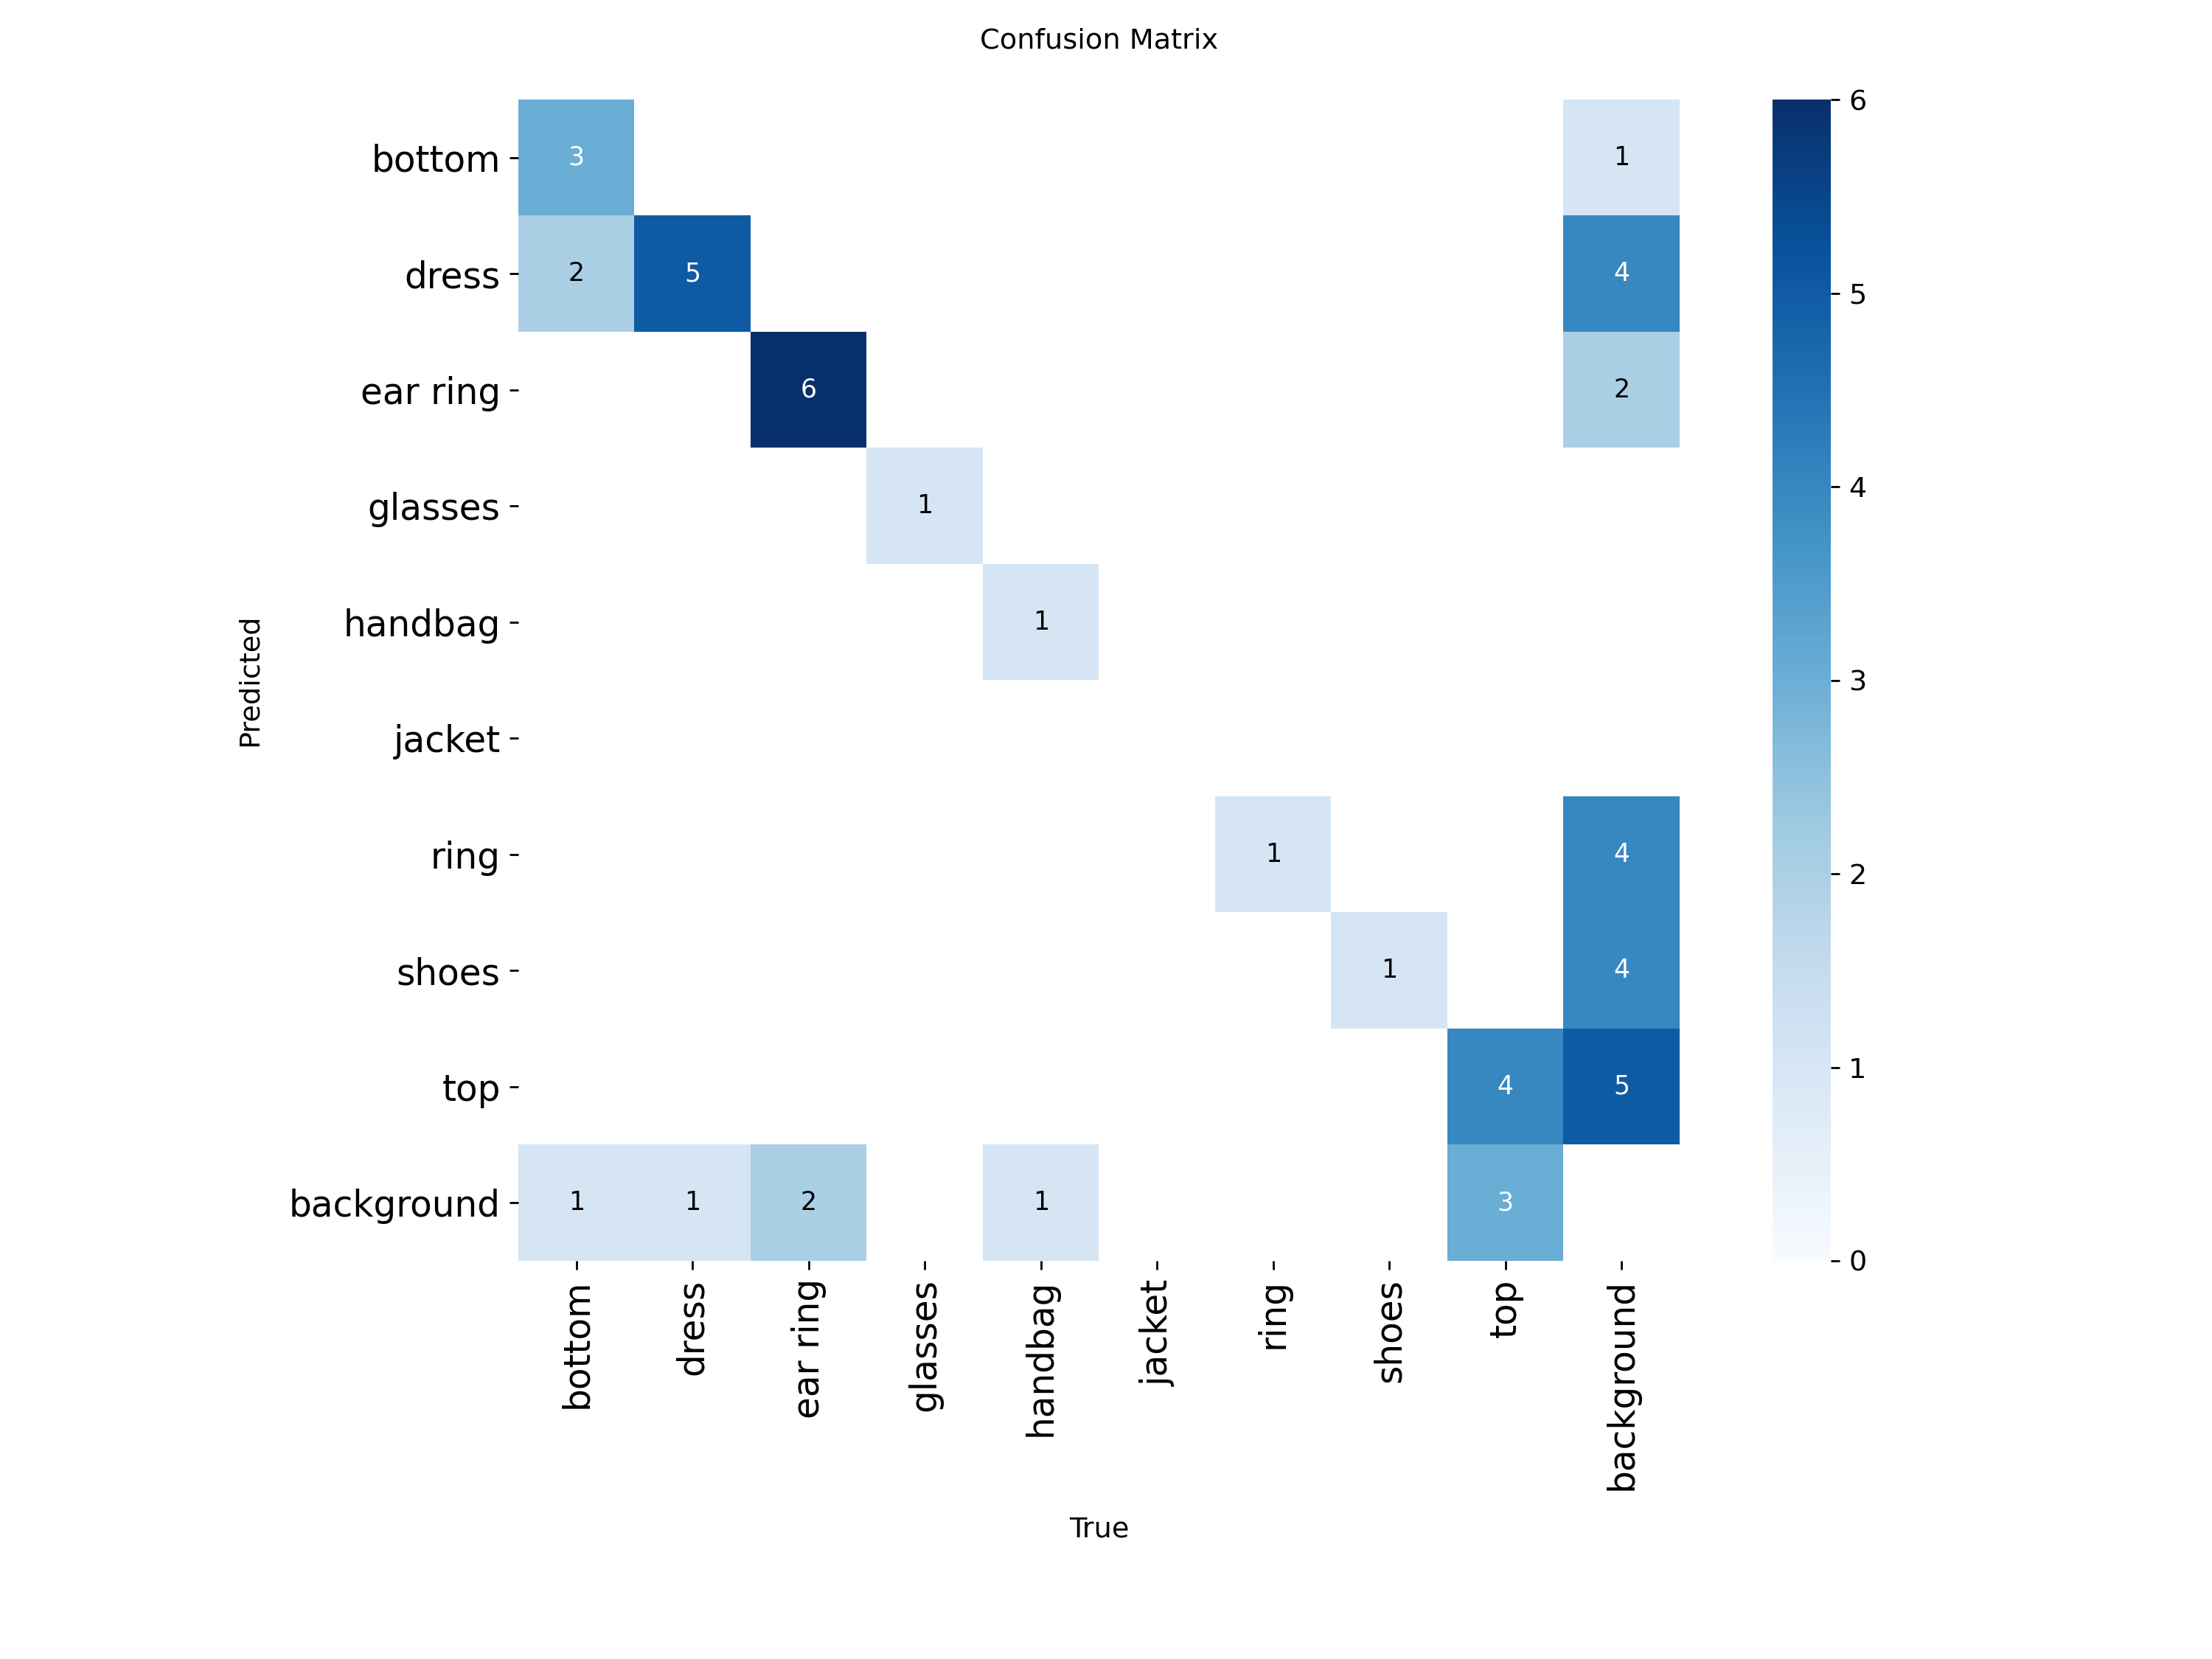 Confusion Matrix
bottom 3 1
dress 2 5 4
ear ring 6 2
glasses 1
handbag 1
jacket
ring 1 4
shoes 1 4
top 4 5
background 1 1 2 1 3
bottom dress ear ring glasses handbag jacket ring shoes top background
Predicted
True
6
5
4
3
2
1
0